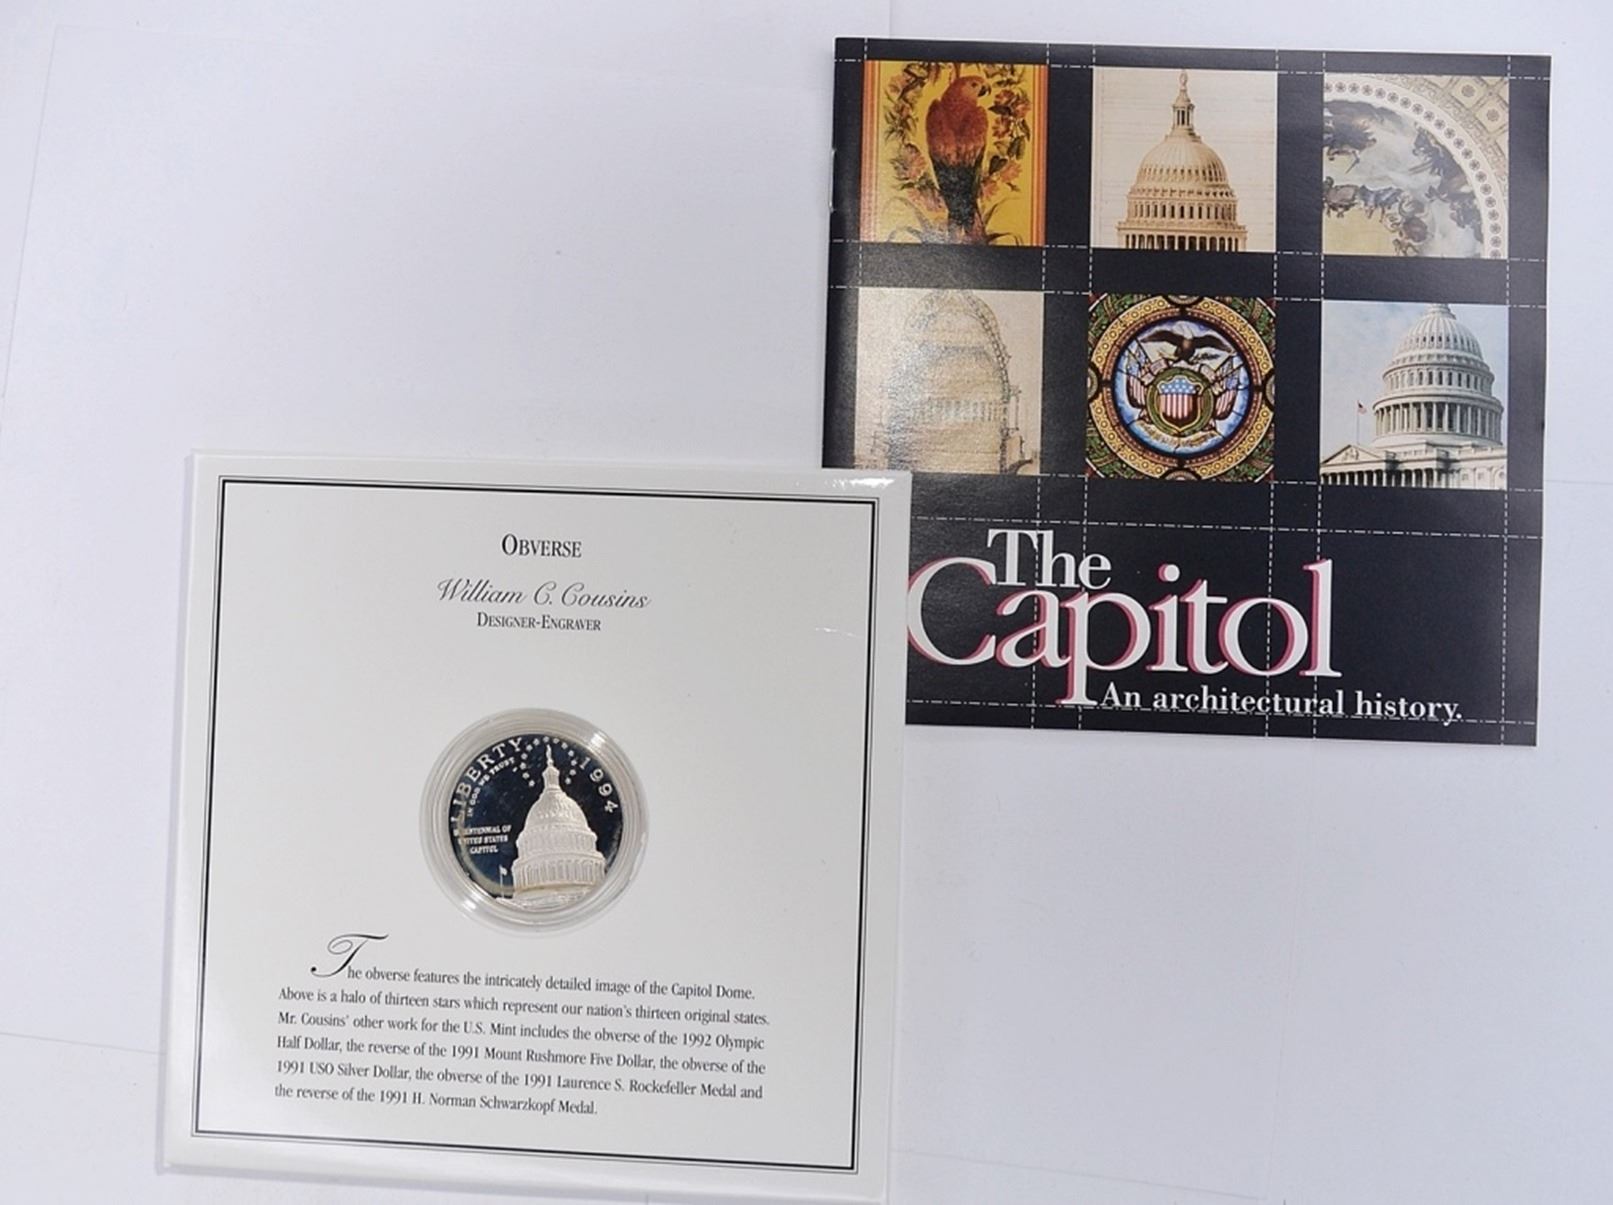 The
Capitol
An architectural history.
OBVERSE
William C. Cousins
DESIGNER-ENGRAVER
LIBERTY
IN GOD WE TRUST
1994
BICENTENNIAL OF
UNITED STATES
CAPITOL
The obverse features the intricately detailed image of the Capitol Dome.
Above is a halo of thirteen stars which represent our nation's thirteen original states.
Mr. Cousins' other work for the U.S. Mint includes the obverse of the 1992 Olympic
Half Dollar, the reverse of the 1991 Mount Rushmore Five Dollar, the obverse of the
1991 USO Silver Dollar, the obverse of the 1991 Laurence S. Rockefeller Medal and
the reverse of the 1991 H. Norman Schwarzkopf Medal.